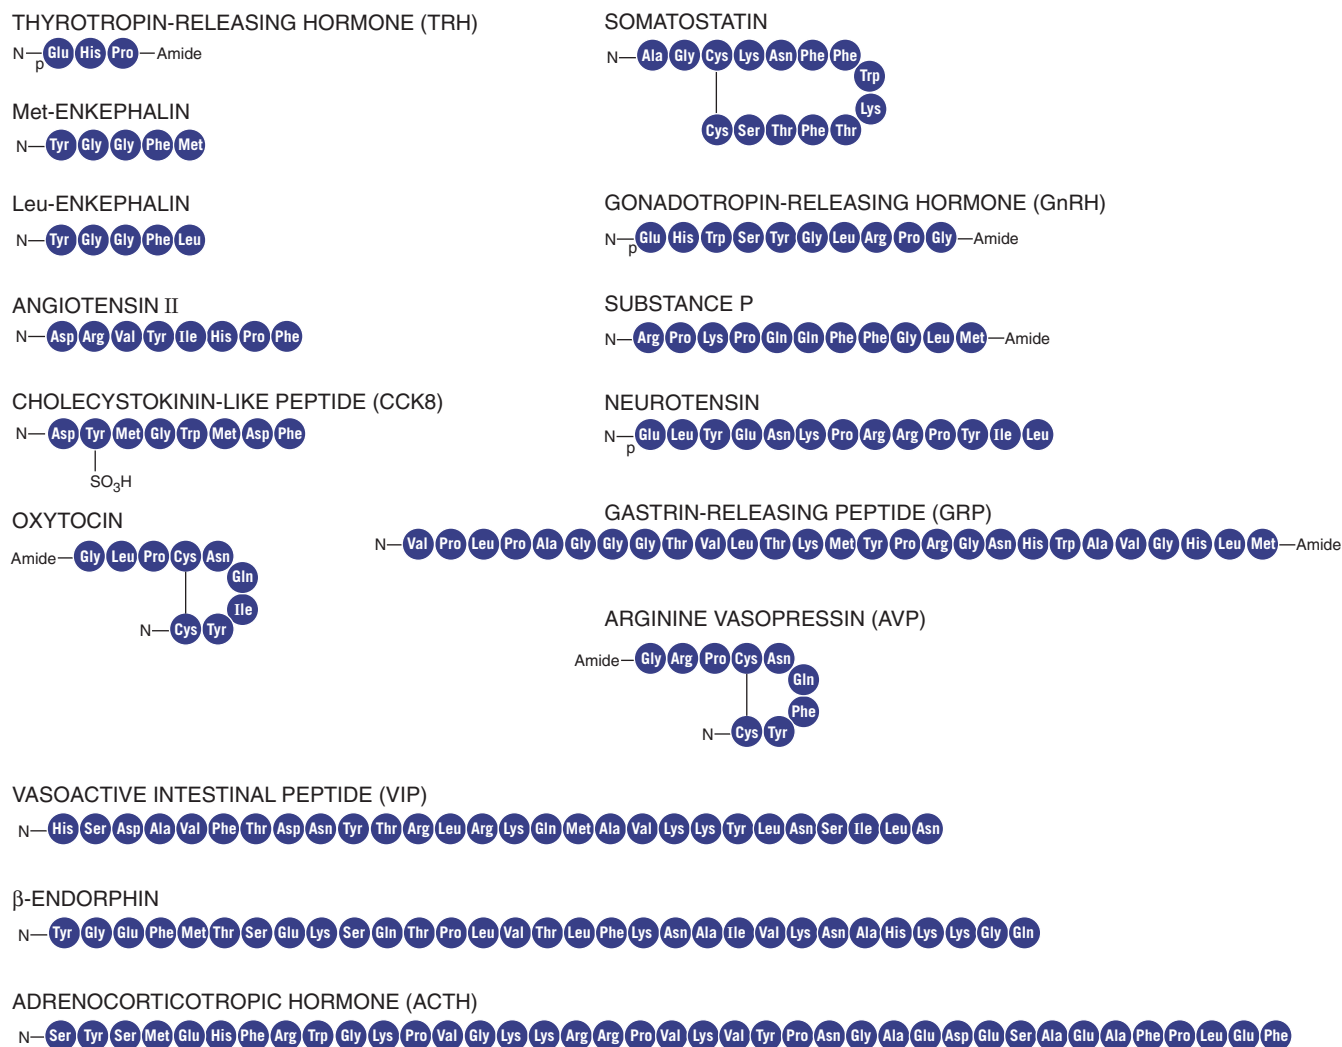 THYROTROPIN-RELEASING HORMONE (TRH)
N— pGlu His Pro —Amide
Met-ENKEPHALIN
N— Tyr Gly Gly Phe Met
Leu-ENKEPHALIN
N— Tyr Gly Gly Phe Leu
ANGIOTENSIN II
N— Asp Arg Val Tyr Ile His Pro Phe
CHOLECYSTOKININ-LIKE PEPTIDE (CCK8)
N— Asp Tyr Met Gly Trp Met Asp Phe
SO3H
OXYTOCIN
Amide— Gly Leu Pro Cys Asn
Gln
Ile
N— Cys Tyr
SOMATOSTATIN
N— Ala Gly Cys Lys Asn Phe Phe
Trp
Lys
Cys Ser Thr Phe Thr
GONADOTROPIN-RELEASING HORMONE (GnRH)
N— pGlu His Trp Ser Tyr Gly Leu Arg Pro Gly —Amide
SUBSTANCE P
N— Arg Pro Lys Pro Gln Gln Phe Phe Gly Leu Met —Amide
NEUROTENSIN
N— pGlu Leu Tyr Glu Asn Lys Pro Arg Arg Pro Tyr Ile Leu
GASTRIN-RELEASING PEPTIDE (GRP)
N— Val Pro Leu Pro Ala Gly Gly Gly Thr Val Leu Thr Lys Met Tyr Pro Arg Gly Asn His Trp Ala Val Gly His Leu Met —Amide
ARGININE VASOPRESSIN (AVP)
Amide— Gly Arg Pro Cys Asn
Gln
Phe
N— Cys Tyr
VASOACTIVE INTESTINAL PEPTIDE (VIP)
N— His Ser Asp Ala Val Phe Thr Asp Asn Tyr Thr Arg Leu Arg Lys Gln Met Ala Val Lys Lys Tyr Leu Asn Ser Ile Leu Asn
β-ENDORPHIN
N— Tyr Gly Glu Phe Met Thr Ser Glu Lys Ser Gln Thr Pro Leu Val Thr Leu Phe Lys Asn Ala Ile Val Lys Asn Ala His Lys Lys Gly Gln
ADRENOCORTICOTROPIC HORMONE (ACTH)
N— Ser Tyr Ser Met Glu His Phe Arg Trp Gly Lys Pro Val Gly Lys Lys Arg Arg Pro Val Lys Val Tyr Pro Asn Gly Ala Glu Asp Glu Ser Ala Glu Ala Phe Pro Leu Glu Phe